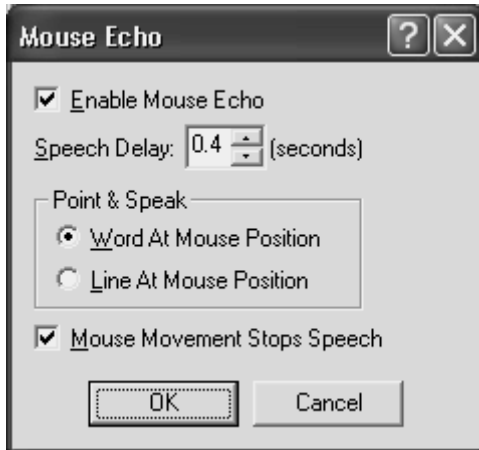 Mouse Echo
Enable Mouse Echo
Speech Delay: 0.4 (seconds)
Point & Speak
Word At Mouse Position
Line At Mouse Position
Mouse Movement Stops Speech
OK Cancel